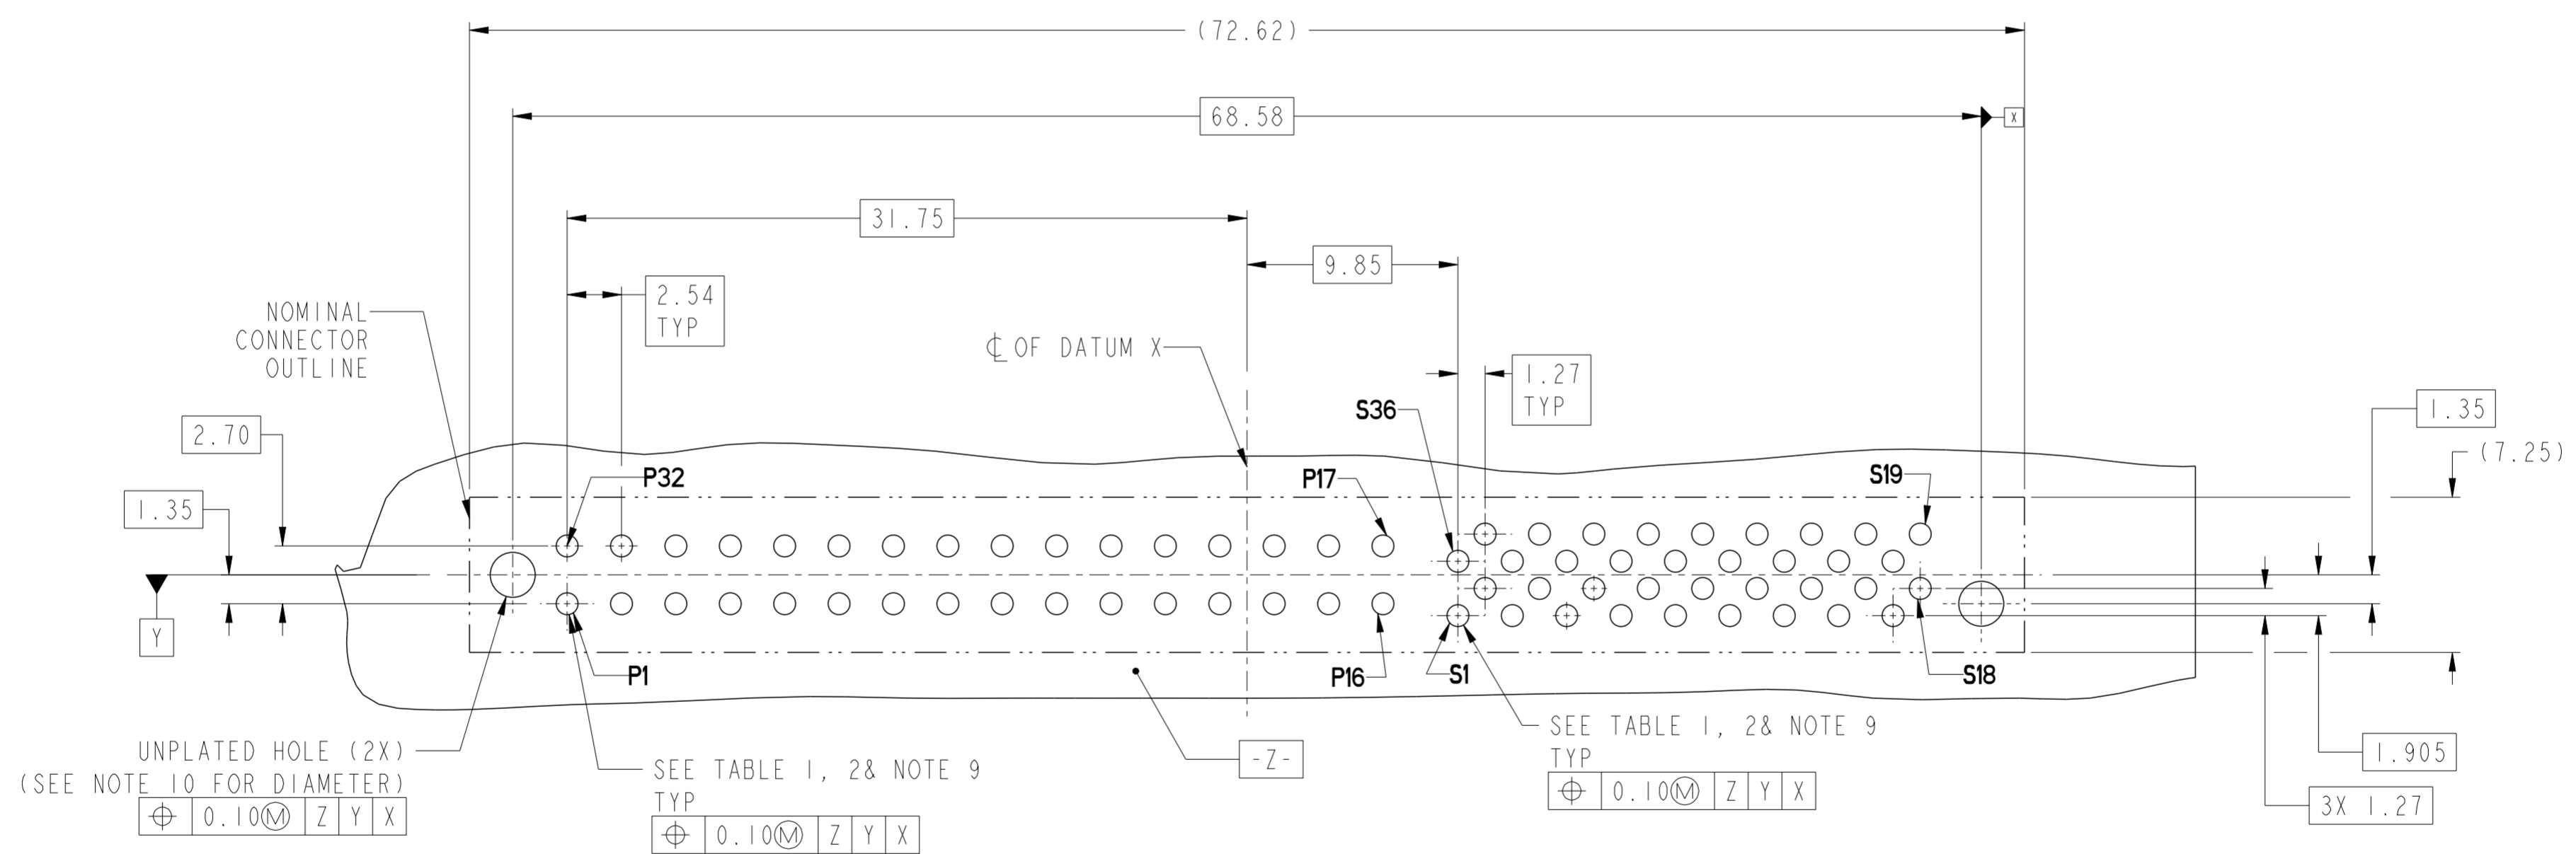 (72.62)
68.58
X
31.75
9.85
2.54
TYP
NOMINAL
CONNECTOR
OUTLINE
℄ OF DATUM X
1.27
TYP
S36
1.35
2.70
(7.25)
P32
P17
S19
1.35
Y
P1
P16
S1
S18
UNPLATED HOLE (2X)
(SEE NOTE 10 FOR DIAMETER)
⌖ 0.10Ⓜ Z Y X
SEE TABLE 1, 2& NOTE 9
TYP
⌖ 0.10Ⓜ Z Y X
-Z-
SEE TABLE 1, 2& NOTE 9
TYP
⌖ 0.10Ⓜ Z Y X
1.905
3X 1.27